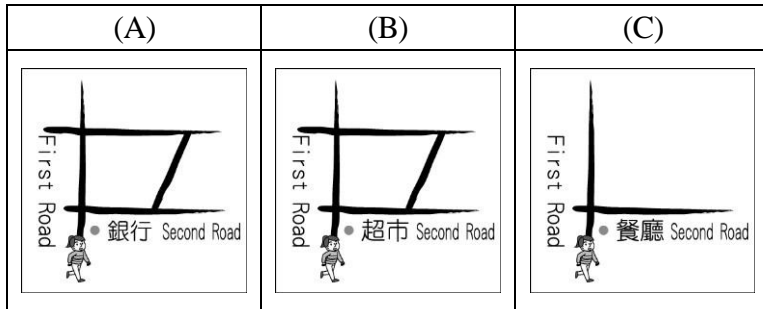 (A) (B) (C)
First Road
銀行 Second Road
First Road
超市 Second Road
First Road
餐廳 Second Road